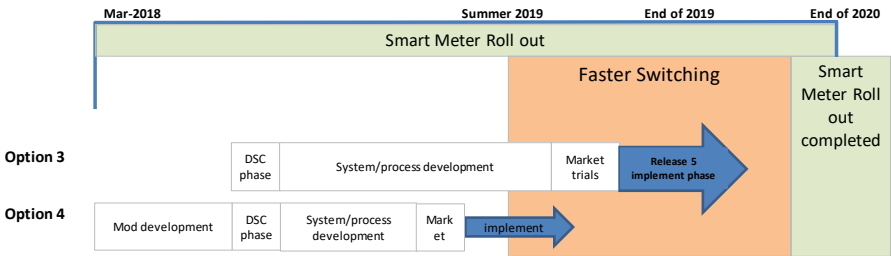 Mar-2018 Summer 2019 End of 2019 End of 2020
Smart Meter Roll out
Faster Switching
Smart
Meter Roll
out
completed
Option 3
DSC
phase
System/process development
Market
trials
Release 5
implement phase
Option 4
Mod development
DSC
phase
System/process
development
Mark
et
implement